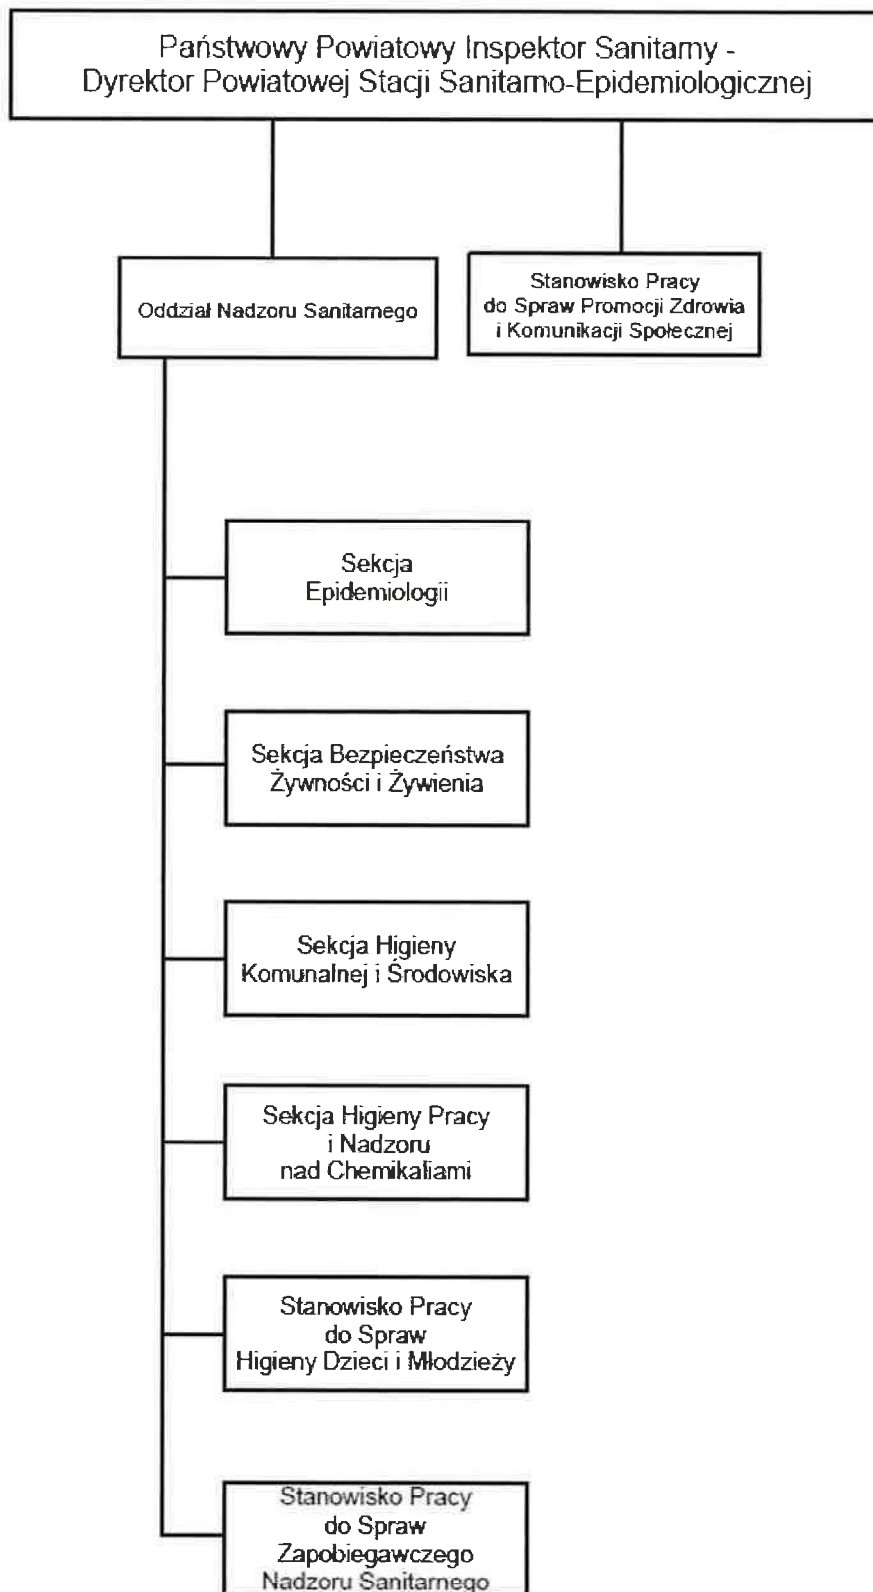 Państwowy Powiatowy Inspektor Sanitarny -
Dyrektor Powiatowej Stacji Sanitarno-Epidemiologicznej
Oddział Nadzoru Sanitarnego
Stanowisko Pracy
do Spraw Promocji Zdrowia
i Komunikacji Społecznej
Sekcja
Epidemiologii
Sekcja Bezpieczeństwa
Żywności i Żywienia
Sekcja Higieny
Komunalnej i Środowiska
Sekcja Higieny Pracy
i Nadzoru
nad Chemikaliami
Stanowisko Pracy
do Spraw
Higieny Dzieci i Młodzieży
Stanowisko Pracy
do Spraw
Zapobiegawczego
Nadzoru Sanitarnego